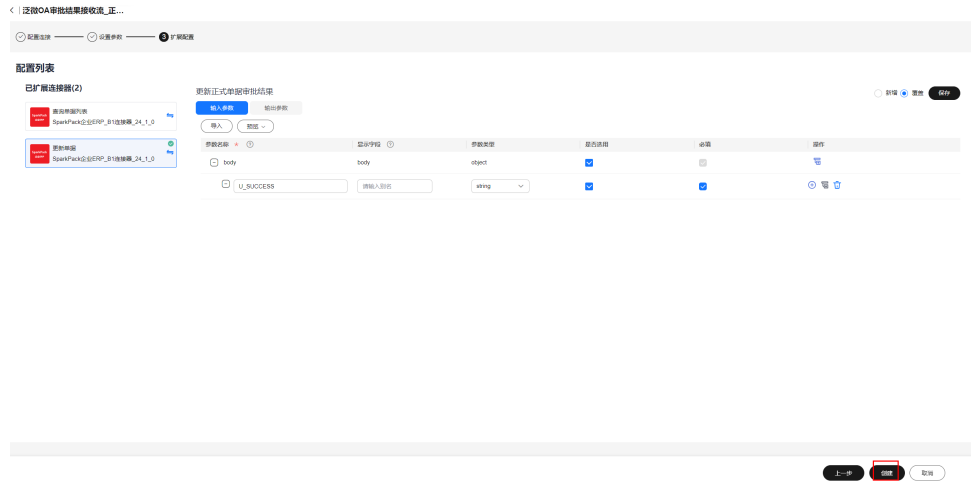 泛微OA审批结果接收流_正...
配置连接
设置参数
3 扩展配置
配置列表
已扩展连接器(2)
查询单据列表
SparkPack企业ERP_B1连接器_24_1_0
更新单据
SparkPack企业ERP_B1连接器_24_1_0
更新正式单据审批结果
新增 覆盖 保存
输入参数 输出参数
导入 预览
参数名称 * 显示字段 参数类型 是否启用 必填 操作
body body object
U_SUCCESS 请输入别名 string
上一步 创建 取消